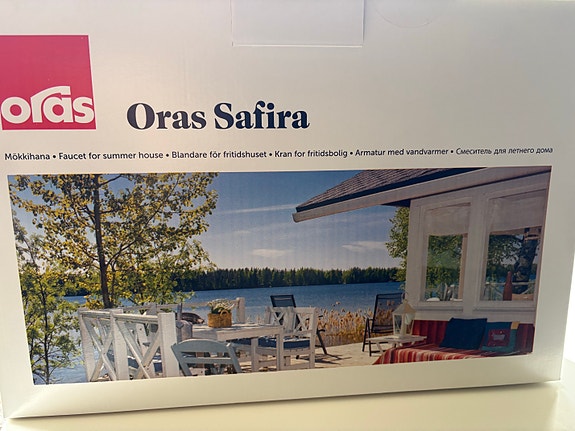 oras
Oras Safira
Mökkihana • Faucet for summer house • Blandare för fritidshuset • Kran for fritidsbolig • Armatur med vandvarmer • Смеситель для летнего дома